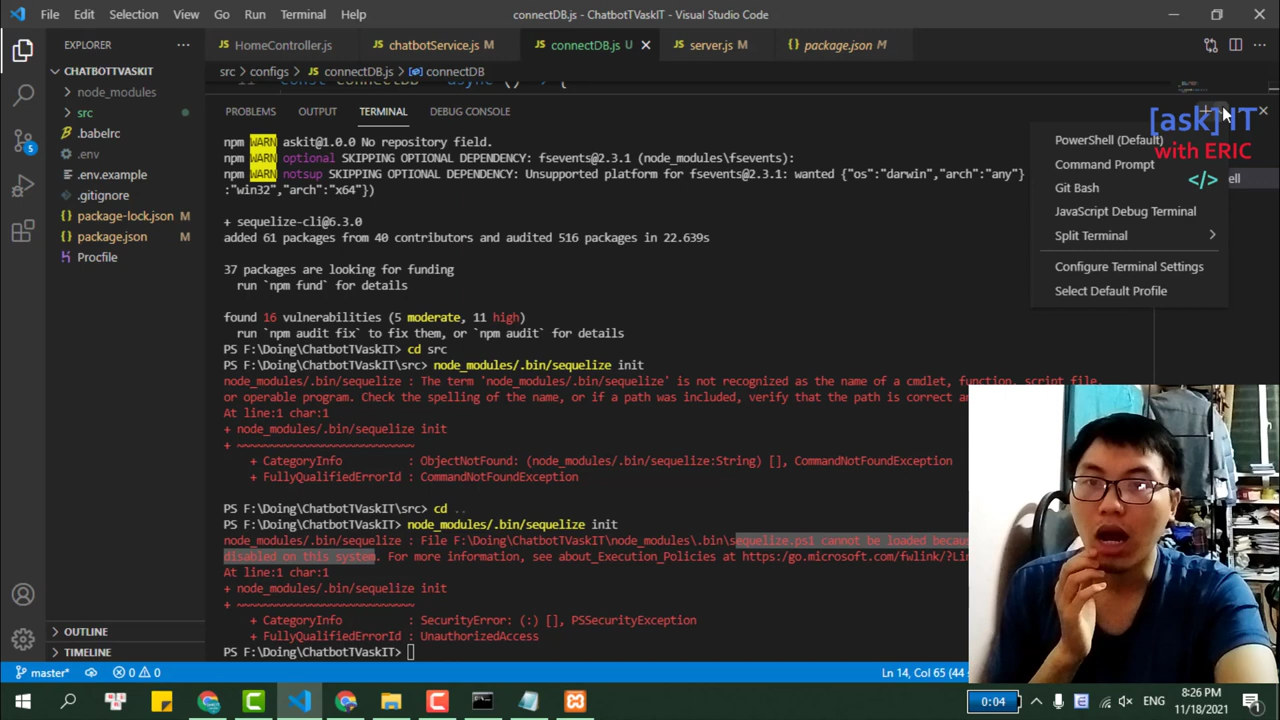 File Edit Selection View Go Run Terminal Help connectDB.js - ChatbotTVaskIT - Visual Studio Code
EXPLORER
HomeController.js chatbotService.js M connectDB.js U server.js M package.json M
CHATBOTTVASKIT
src > configs > connectDB.js > connectDB
node_modules
src
.babelrc
.env
.env.example
.gitignore
package-lock.json M
package.json M
Procfile
PROBLEMS OUTPUT TERMINAL DEBUG CONSOLE
npm WARN askit@1.0.0 No repository field.
npm WARN optional SKIPPING OPTIONAL DEPENDENCY: fsevents@2.3.1 (node_modules\fsevents):
npm WARN notsup SKIPPING OPTIONAL DEPENDENCY: Unsupported platform for fsevents@2.3.1: wanted {"os":"darwin","arch":"any"}
:"win32","arch":"x64"})
+ sequelize-cli@6.3.0
added 61 packages from 40 contributors and audited 516 packages in 22.639s
37 packages are looking for funding
run `npm fund` for details
found 16 vulnerabilities (5 moderate, 11 high)
run `npm audit fix` to fix them, or `npm audit` for details
PS F:\Doing\ChatbotTVaskIT> cd src
PS F:\Doing\ChatbotTVaskIT\src> node_modules/.bin/sequelize init
node_modules/.bin/sequelize : The term 'node_modules/.bin/sequelize' is not recognized as the name of a cmdlet, function, script file,
or operable program. Check the spelling of the name, or if a path was included, verify that the path is correct an
At line:1 char:1
+ node_modules/.bin/sequelize init
+ ~~~~~~~~~~~~~~~~~~~~~~~~~~~
+ CategoryInfo : ObjectNotFound: (node_modules/.bin/sequelize:String) [], CommandNotFoundException
+ FullyQualifiedErrorId : CommandNotFoundException
PS F:\Doing\ChatbotTVaskIT\src> cd ..
PS F:\Doing\ChatbotTVaskIT> node_modules/.bin/sequelize init
node_modules/.bin/sequelize : File F:\Doing\ChatbotTVaskIT\node_modules\.bin\sequelize.ps1 cannot be loaded becaus
disabled on this system. For more information, see about_Execution_Policies at https:/go.microsoft.com/fwlink/?Li
At line:1 char:1
+ node_modules/.bin/sequelize init
+ ~~~~~~~~~~~~~~~~~~~~~~~~~~~
+ CategoryInfo : SecurityError: (:) [], PSSecurityException
+ FullyQualifiedErrorId : UnauthorizedAccess
PS F:\Doing\ChatbotTVaskIT>
[ask]IT
with ERIC
</>
PowerShell (Default)
Command Prompt
Git Bash
JavaScript Debug Terminal
Split Terminal
Configure Terminal Settings
Select Default Profile
ell
OUTLINE
TIMELINE
5
master* 0 0 Ln 14, Col 65 (44 s
0:04 ENG 8:26 PM
11/18/2021
1